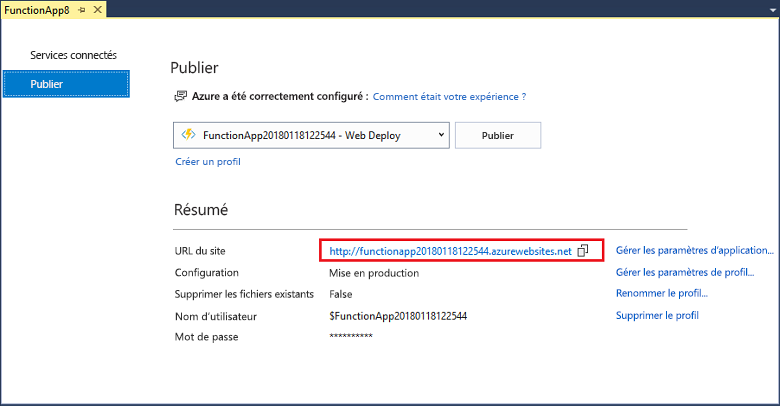 FunctionApp8
Services connectés
Publier
Publier
Azure a été correctement configuré : Comment était votre expérience ?
FunctionApp20180118122544 - Web Deploy
Publier
Créer un profil
Résumé
URL du site http://functionapp20180118122544.azurewebsites.net Gérer les paramètres d'application...
Configuration Mise en production Gérer les paramètres de profil...
Supprimer les fichiers existants False Renommer le profil...
Nom d'utilisateur $FunctionApp20180118122544 Supprimer le profil
Mot de passe **********